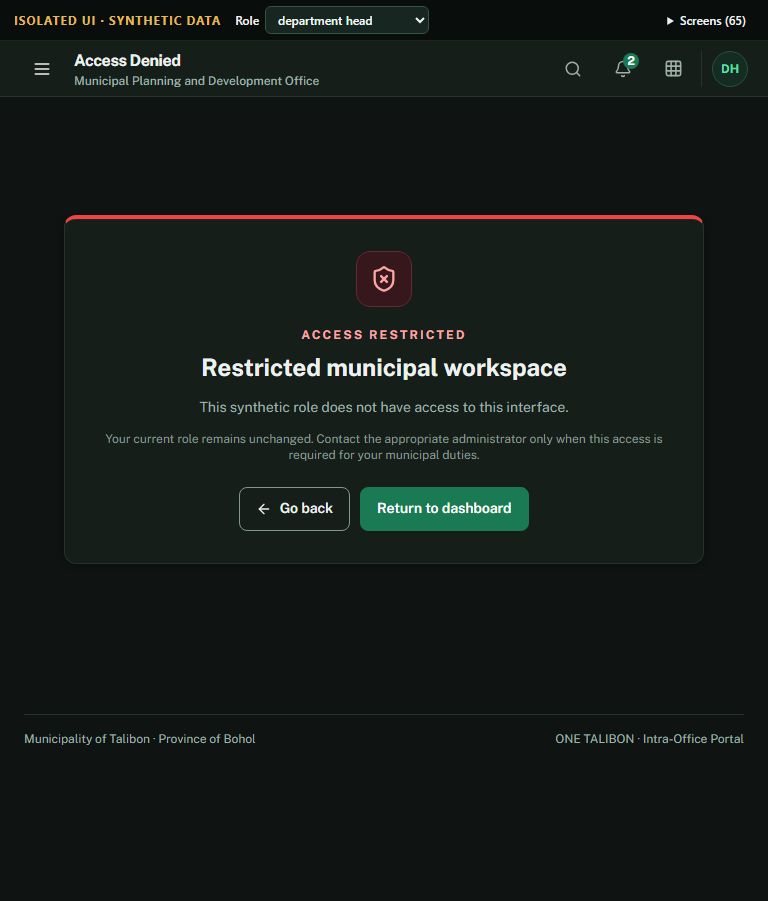 ISOLATED UI · SYNTHETIC DATA Role department head ▶ Screens (65)
Access Denied
Municipal Planning and Development Office
2
DH
ACCESS RESTRICTED
Restricted municipal workspace
This synthetic role does not have access to this interface.
Your current role remains unchanged. Contact the appropriate administrator only when this access is
required for your municipal duties.
Go back Return to dashboard
Municipality of Talibon · Province of Bohol ONE TALIBON · Intra-Office Portal